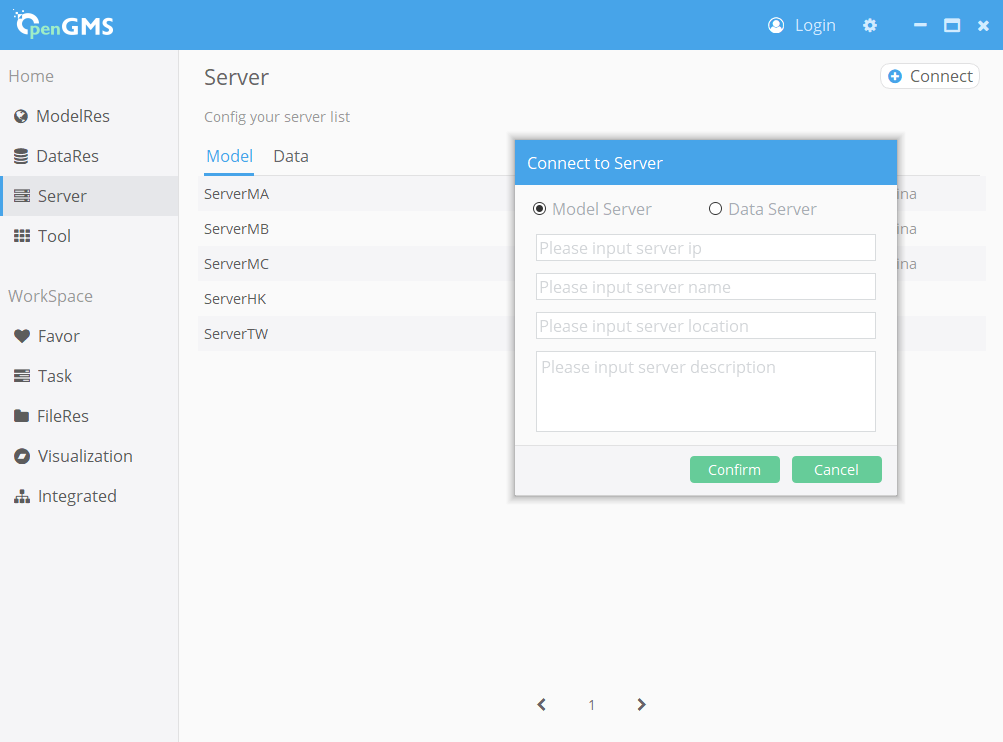 OpenGMS
Login
Home
ModelRes
DataRes
Server
Tool
WorkSpace
Favor
Task
FileRes
Visualization
Integrated
Server
Connect
Config your server list
Model Data
ServerMA ina
ServerMB ina
ServerMC ina
ServerHK
ServerTW
Connect to Server
Model Server Data Server
Please input server ip
Please input server name
Please input server location
Please input server description
Confirm Cancel
1